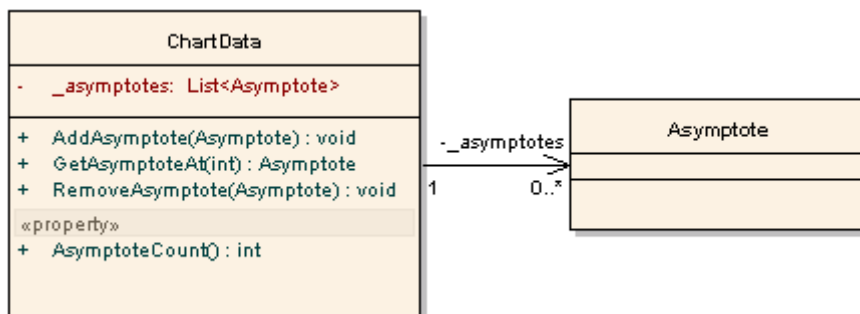 ChartData
- _asymptotes: List<Asymptote>
+ AddAsymptote(Asymptote) : void
+ GetAsymptoteAt(int) : Asymptote
+ RemoveAsymptote(Asymptote) : void
«property»
+ AsymptoteCount() : int
-_asymptotes
1
0..*
Asymptote